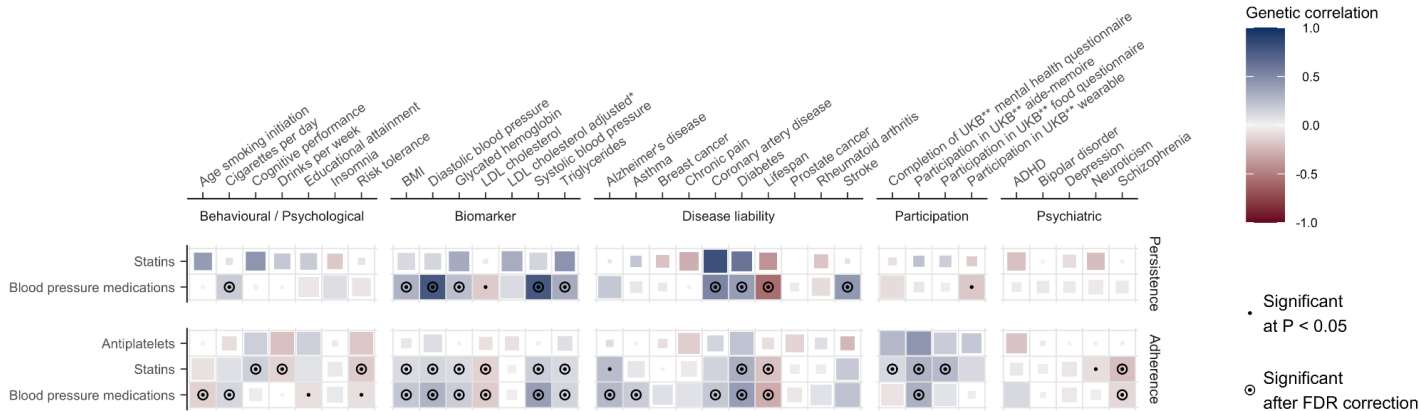 Genetic correlation
1.0
0.5
0.0
-0.5
-1.0
Age smoking initiation
Cigarettes per day
Cognitive performance
Drinks per week
Educational attainment
Insomnia
Risk tolerance
BMI
Diastolic blood pressure
Glycated hemoglobin
LDL cholesterol
LDL cholesterol adjusted*
Systolic blood pressure
Triglycerides
Alzheimer's disease
Asthma
Breast cancer
Chronic pain
Coronary artery disease
Diabetes
Lifespan
Prostate cancer
Rheumatoid arthritis
Stroke
Completion of UKB** mental health questionnaire
Participation in UKB** aide-memoire
Participation in UKB** food questionnaire
Participation in UKB** wearable
ADHD
Bipolar disorder
Depression
Neuroticism
Schizophrenia
Behavioural / Psychological
Biomarker
Disease liability
Participation
Psychiatric
Statins
Blood pressure medications
Persistence
Antiplatelets
Statins
Blood pressure medications
Adherence
Significant
at P < 0.05
Significant
after FDR correction